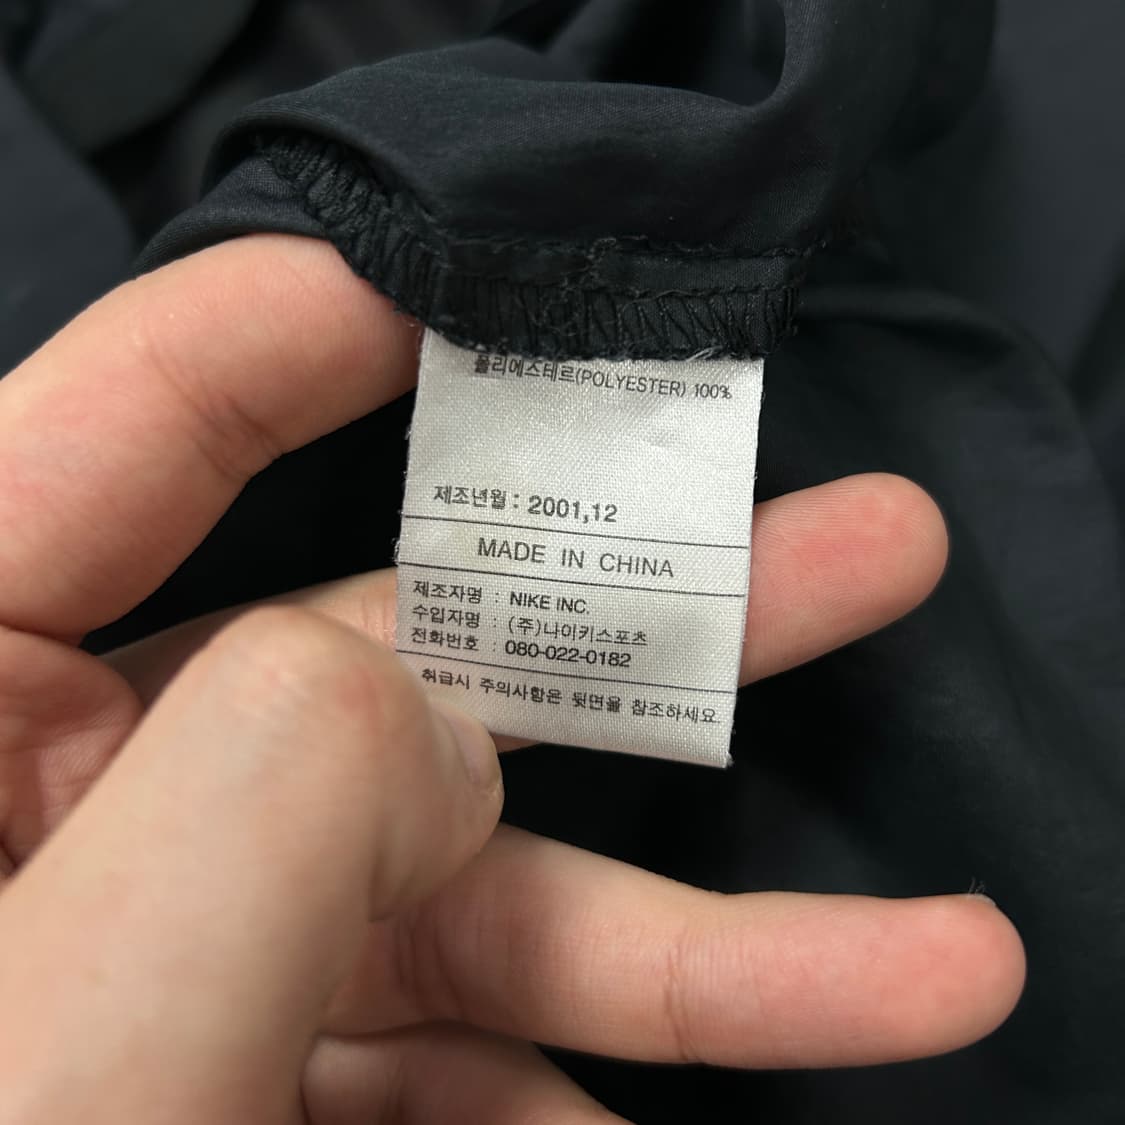 폴리에스테르(POLYESTER) 100%
제조년월 : 2001,12
MADE IN CHINA
제조자명 : NIKE INC.
수입자명 : (주)나이키스포츠
전화번호 : 080-022-0182
취급시 주의사항은 뒷면을 참조하세요.